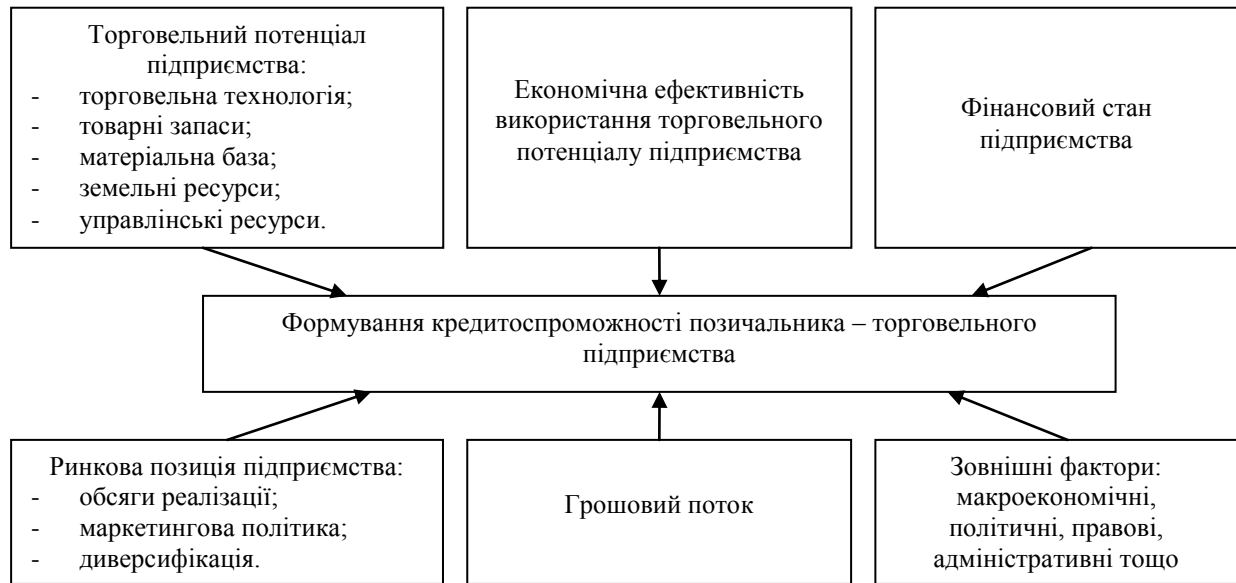 Торговельний потенціал
підприємства:
- торговельна технологія;
- товарні запаси;
- матеріальна база;
- земельні ресурси;
- управлінські ресурси.
Економічна ефективність
використання торговельного
потенціалу підприємства
Фінансовий стан
підприємства
Формування кредитоспроможності позичальника – торговельного
підприємства
Ринкова позиція підприємства:
- обсяги реалізації;
- маркетингова політика;
- диверсифікація.
Грошовий поток
Зовнішні фактори:
макроекономічні,
політичні, правові,
адміністративні тощо